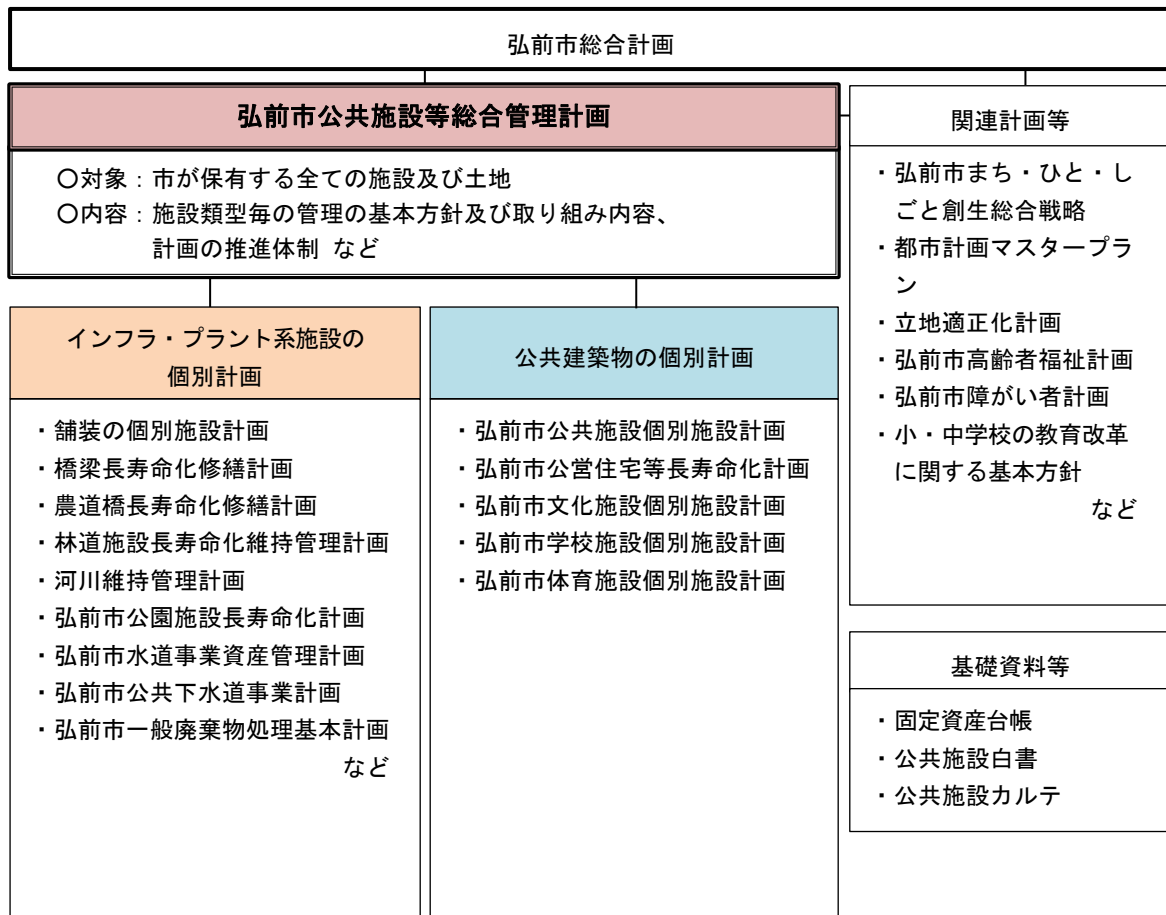 弘前市総合計画
弘前市公共施設等総合管理計画
〇対象：市が保有する全ての施設及び土地
〇内容：施設類型毎の管理の基本方針及び取り組み内容、
計画の推進体制 など
インフラ・プラント系施設の
個別計画
・舗装の個別施設計画
・橋梁長寿命化修繕計画
・農道橋長寿命化修繕計画
・林道施設長寿命化維持管理計画
・河川維持管理計画
・弘前市公園施設長寿命化計画
・弘前市水道事業資産管理計画
・弘前市公共下水道事業計画
・弘前市一般廃棄物処理基本計画
など
公共建築物の個別計画
・弘前市公共施設個別施設計画
・弘前市公営住宅等長寿命化計画
・弘前市文化施設個別施設計画
・弘前市学校施設個別施設計画
・弘前市体育施設個別施設計画
関連計画等
・弘前市まち・ひと・し
ごと創生総合戦略
・都市計画マスタープラ
ン
・立地適正化計画
・弘前市高齢者福祉計画
・弘前市障がい者計画
・小・中学校の教育改革
に関する基本方針
など
基礎資料等
・固定資産台帳
・公共施設白書
・公共施設カルテ